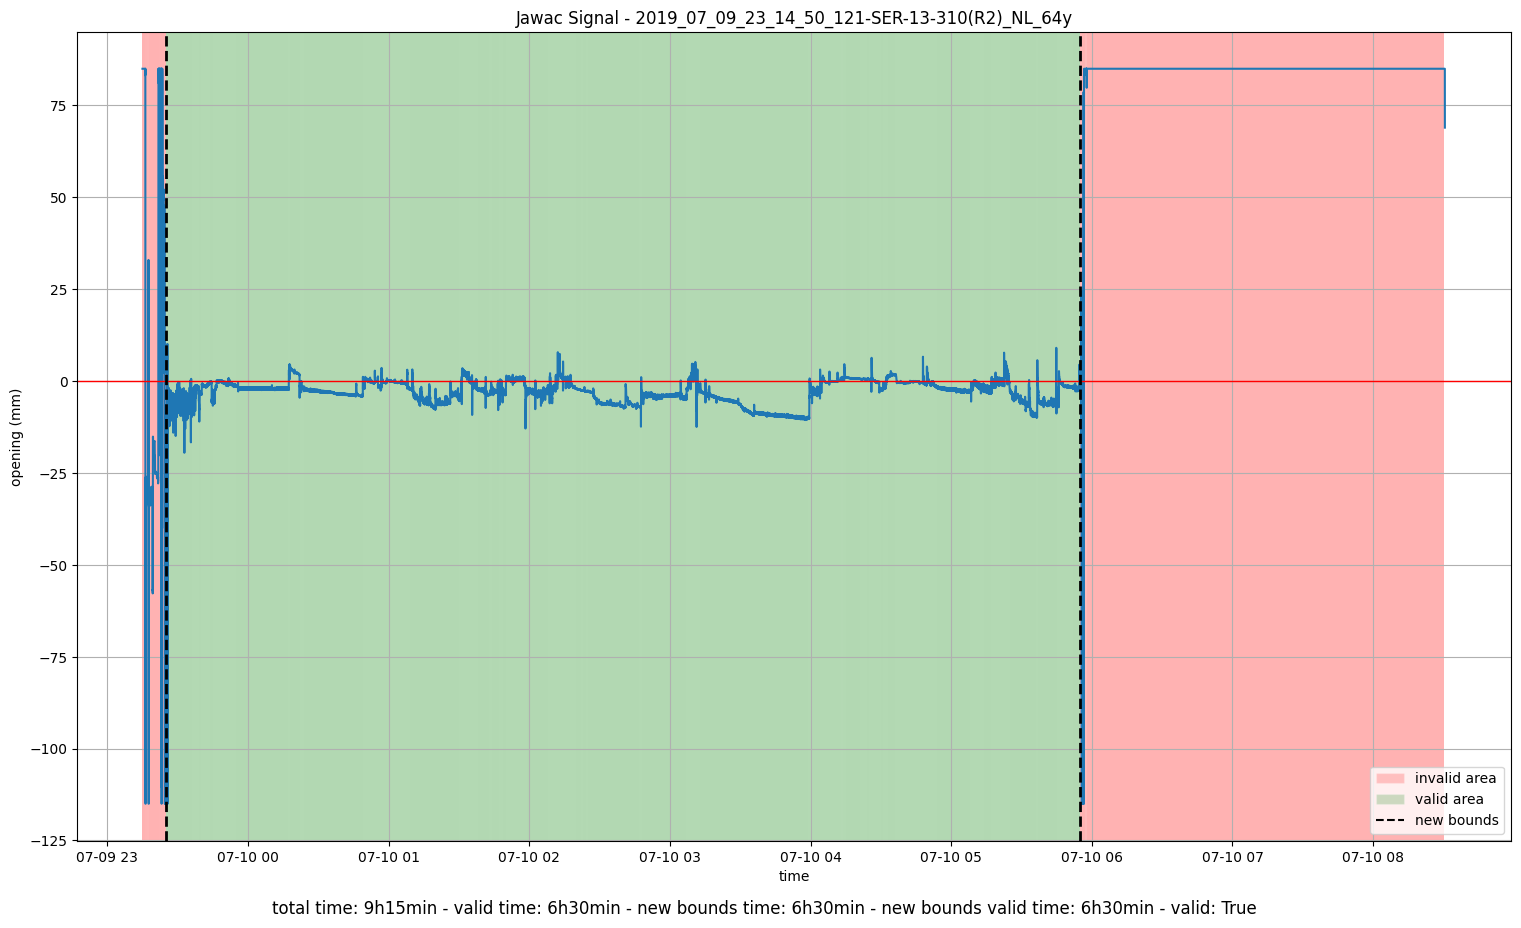 Jawac Signal - 2019_07_09_23_14_50_121-SER-13-310(R2)_NL_64y
75
50
25
0
−25
−50
−75
−100
−125
opening (mm)
07-09 23
07-10 00
07-10 01
07-10 02
07-10 03
07-10 04
07-10 05
07-10 06
07-10 07
07-10 08
time
invalid area
valid area
new bounds
total time: 9h15min - valid time: 6h30min - new bounds time: 6h30min - new bounds valid time: 6h30min - valid: True